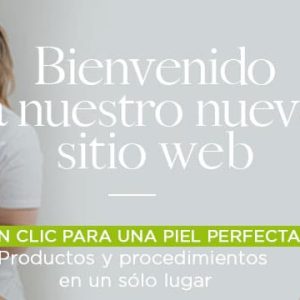 Bienvenido
a nuestro nuev
sitio web
N CLIC PARA UNA PIEL PERFECTA
Productos y procedimientos
en un sólo lugar